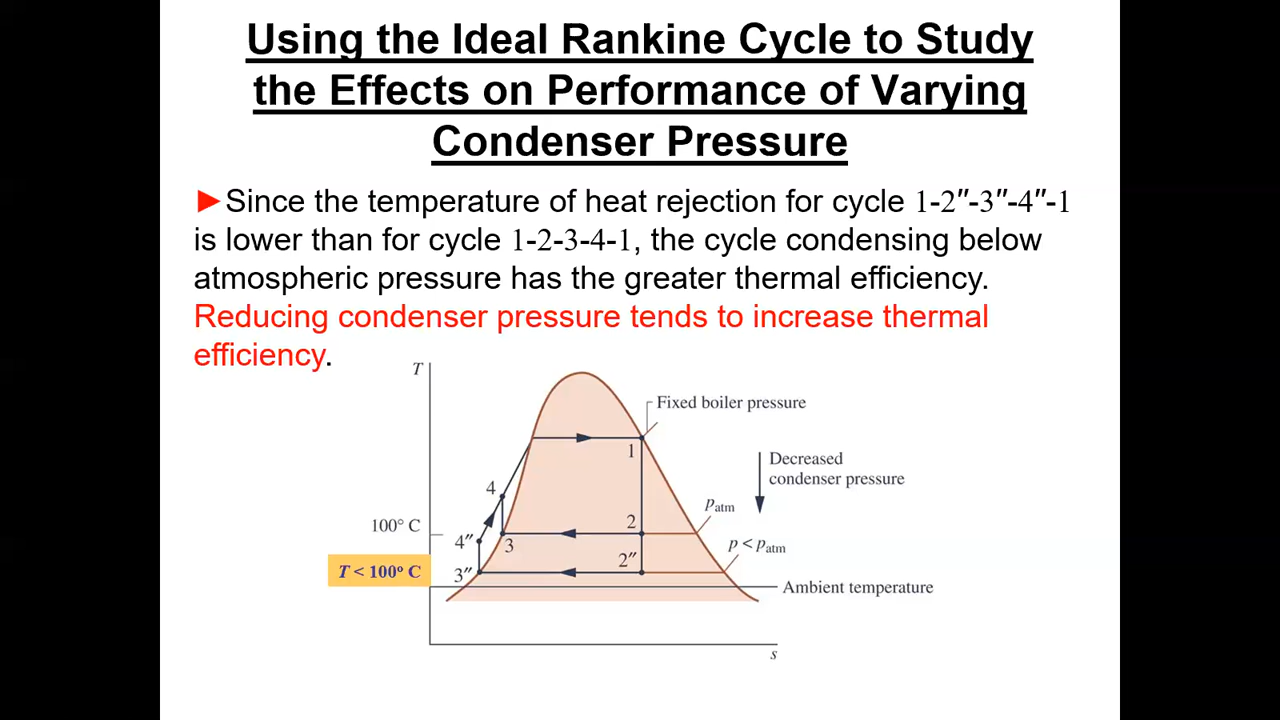 Using the Ideal Rankine Cycle to Study
the Effects on Performance of Varying
Condenser Pressure
►Since the temperature of heat rejection for cycle 1-2″-3″-4″-1
is lower than for cycle 1-2-3-4-1, the cycle condensing below
atmospheric pressure has the greater thermal efficiency.
Reducing condenser pressure tends to increase thermal
efficiency.
T
Fixed boiler pressure
1
Decreased
condenser pressure
4
patm
100° C
2
4″
3
p < patm
2″
T < 100° C
3″
Ambient temperature
s